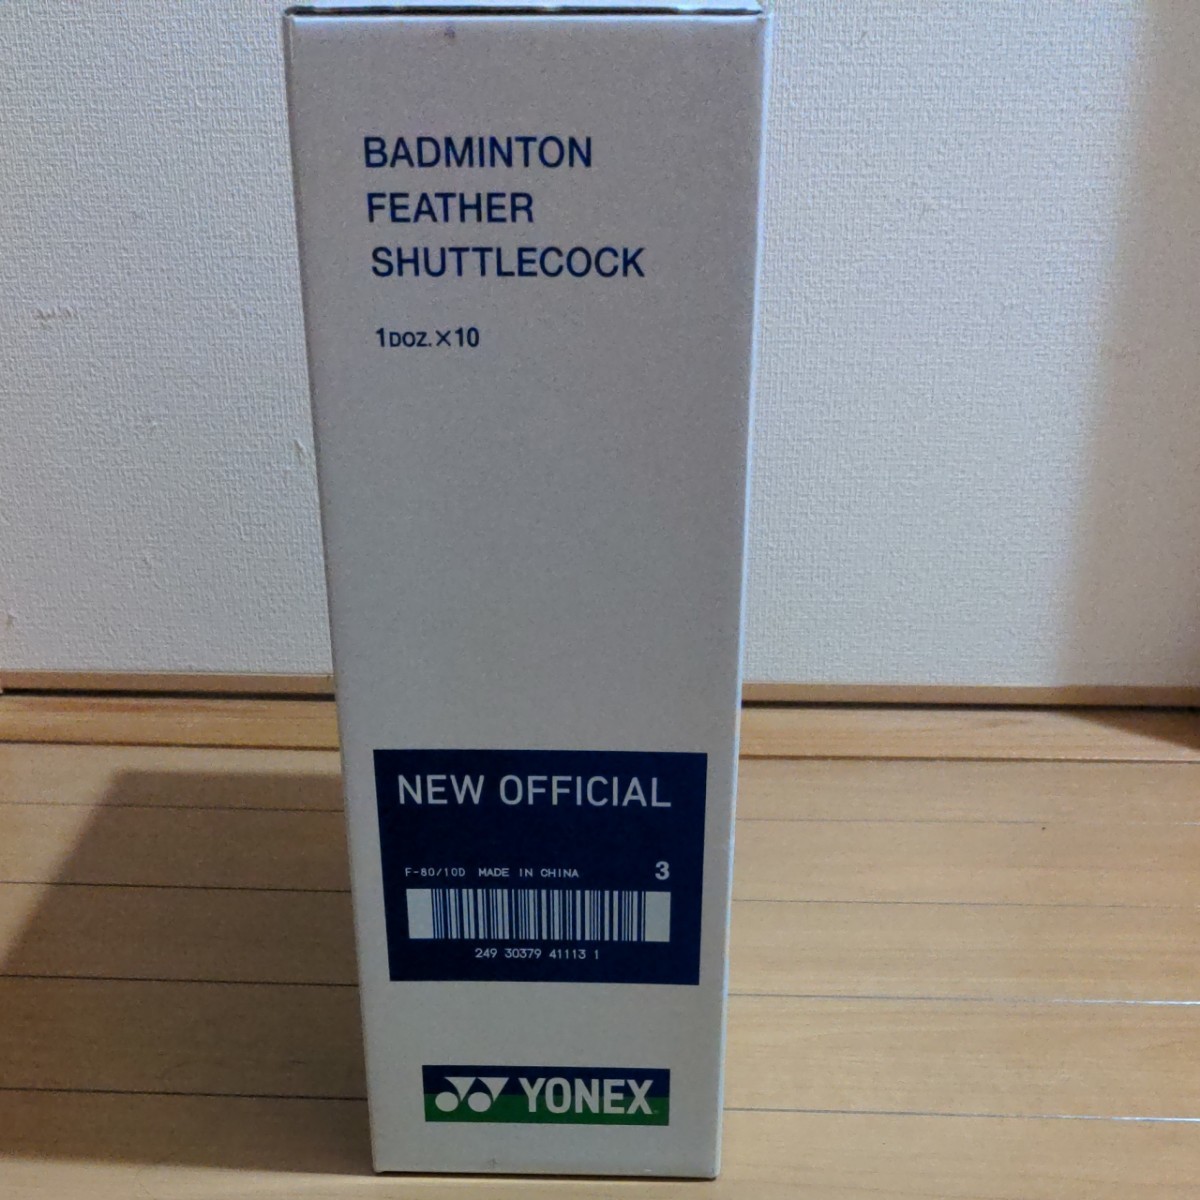 BADMINTON
FEATHER
SHUTTLECOCK
1DOZ.×10
NEW OFFICIAL
F-80/10D MADE IN CHINA 3
249 30379 41113 1
YONEX